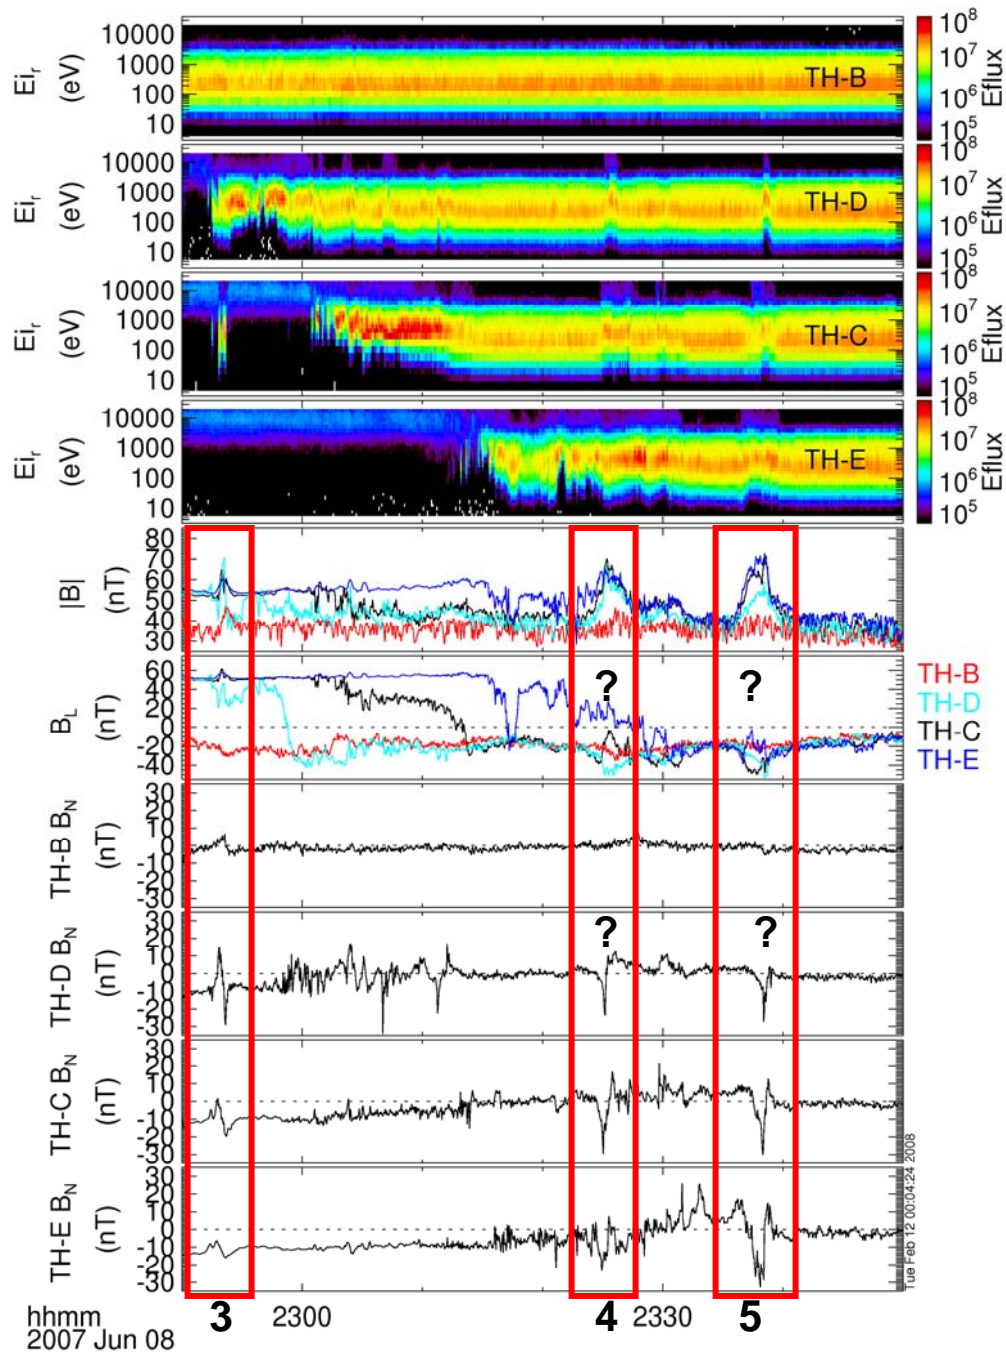 Ei_r (eV)
10000
1000
100
10
TH-B
10^8
10^7
10^6
10^5
Eflux
Ei_r (eV)
10000
1000
100
10
TH-D
10^8
10^7
10^6
10^5
Eflux
Ei_r (eV)
10000
1000
100
10
TH-C
10^8
10^7
10^6
10^5
Eflux
Ei_r (eV)
10000
1000
100
10
TH-E
10^8
10^7
10^6
10^5
Eflux
|B| (nT)
80
70
60
50
40
30
B_L (nT)
60
40
20
0
-20
-40
? ?
TH-B
TH-D
TH-C
TH-E
TH-B B_N (nT)
30
20
10
0
-10
-20
-30
TH-D B_N (nT)
30
20
10
0
-10
-20
-30
? ?
TH-C B_N (nT)
30
20
10
0
-10
-20
-30
TH-E B_N (nT)
30
20
10
0
-10
-20
-30
Tue Feb 12 00:04:24 2008
hhmm 3 2300 4 2330 5
2007 Jun 08